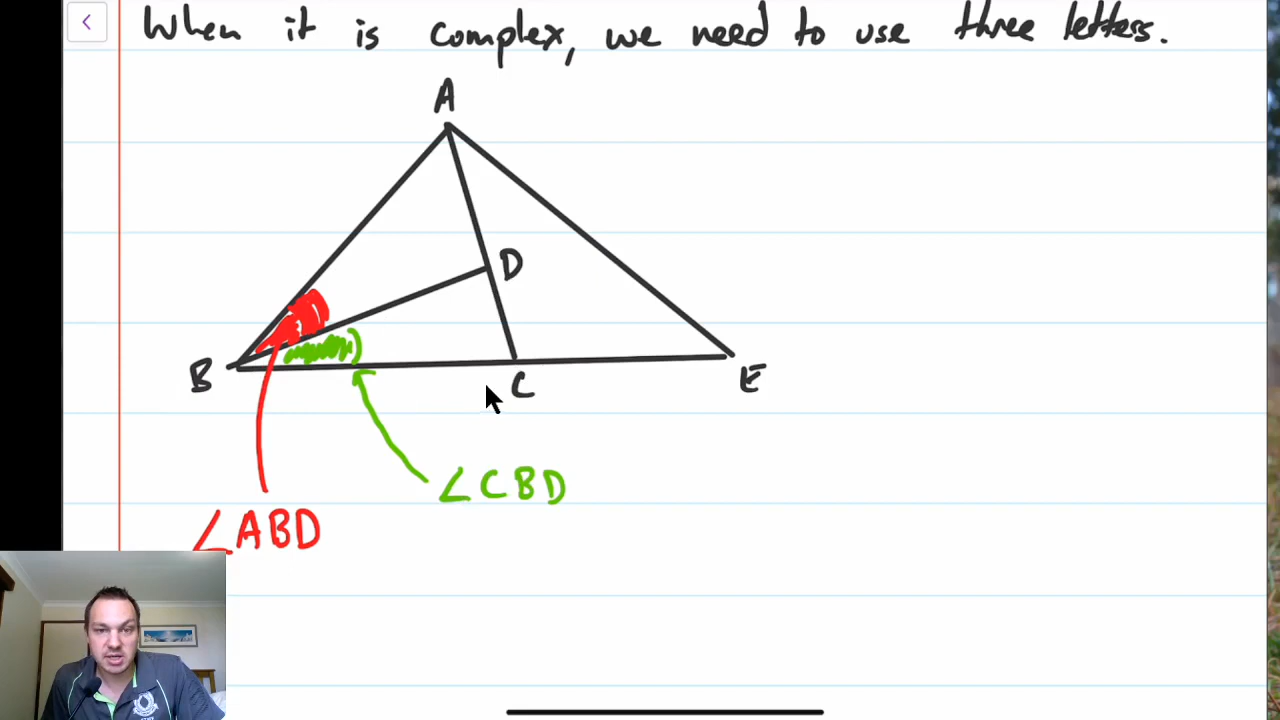 When it is complex, we need to use three letters.
A
D
B
C
E
∠CBD
∠ABD